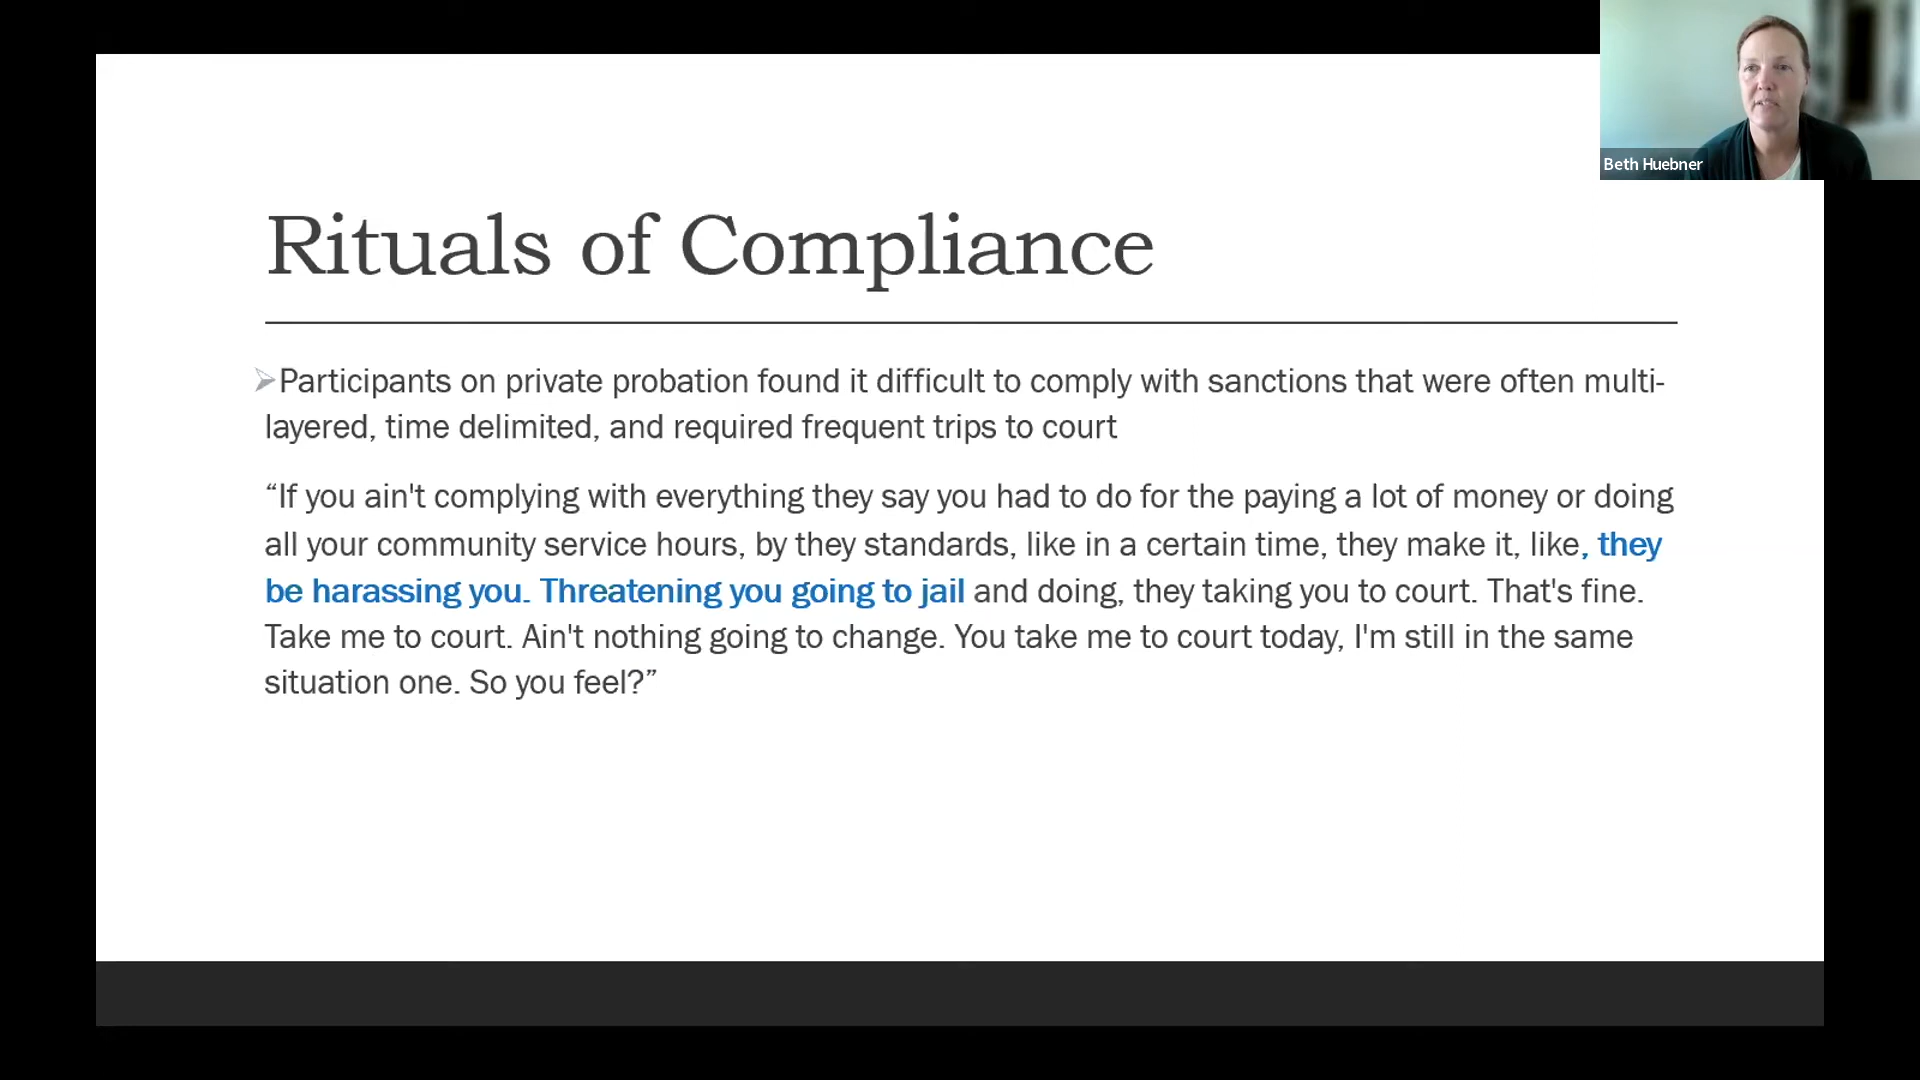 Beth Huebner
Rituals of Compliance
Participants on private probation found it difficult to comply with sanctions that were often multi-
layered, time delimited, and required frequent trips to court
“If you ain't complying with everything they say you had to do for the paying a lot of money or doing
all your community service hours, by they standards, like in a certain time, they make it, like, they
be harassing you. Threatening you going to jail and doing, they taking you to court. That's fine.
Take me to court. Ain't nothing going to change. You take me to court today, I'm still in the same
situation one. So you feel?”